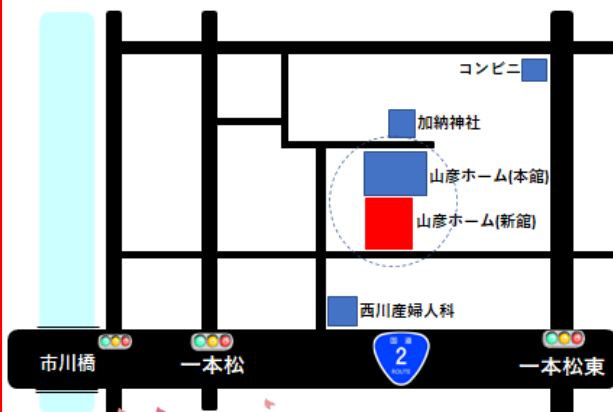 コンビニ
加納神社
山彦ホーム(本館)
山彦ホーム(新館)
西川産婦人科
市川橋
一本松
国道
2
ROUTE
一本松東